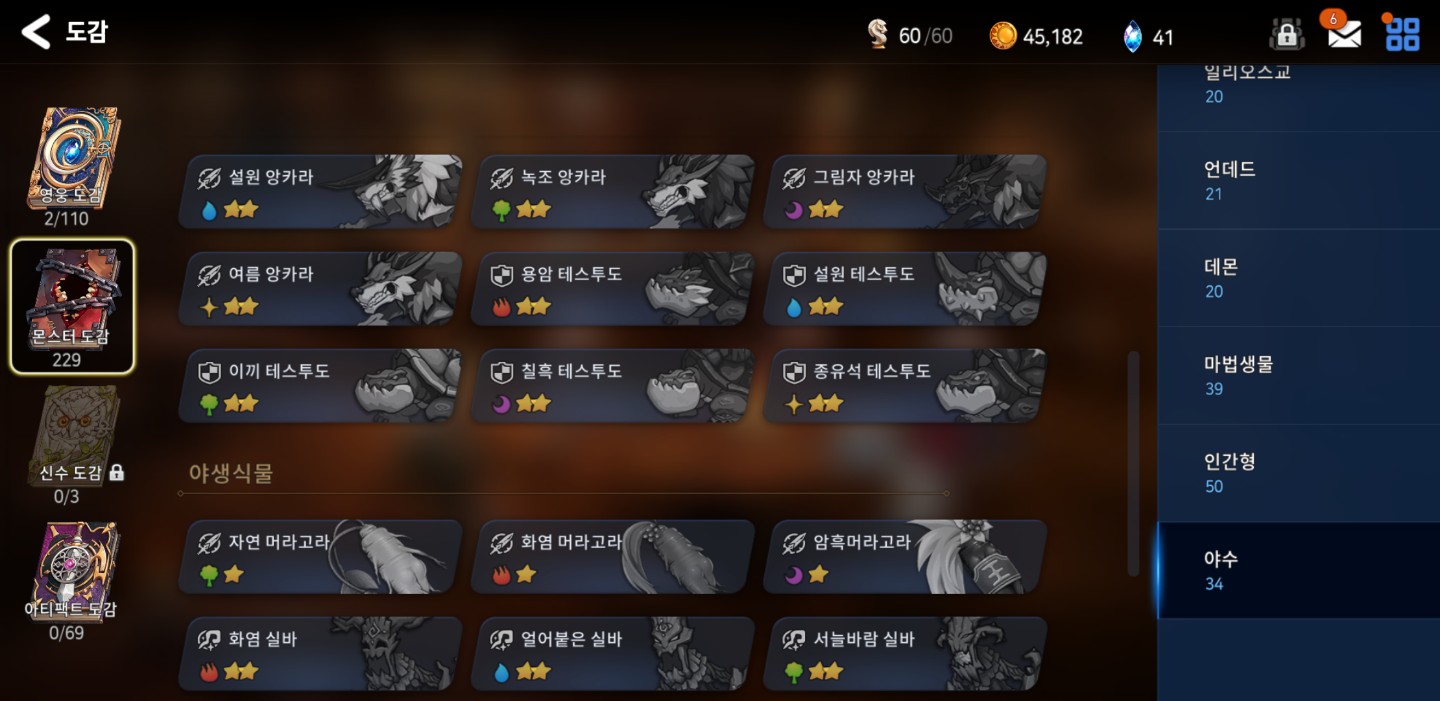 도감
60/60
45,182
41
6
영웅 도감
2/110
몬스터 도감
229
신수 도감
0/3
아티팩트 도감
0/69
설원 앙카라
녹조 앙카라
그림자 앙카라
여름 앙카라
용암 테스투도
설원 테스투도
이끼 테스투도
칠흑 테스투도
종유석 테스투도
야생식물
자연 머라고라
화염 머라고라
암흑머라고라
王
화염 실바
얼어붙은 실바
서늘바람 실바
일리오스교
20
언데드
21
데몬
20
마법생물
39
인간형
50
야수
34